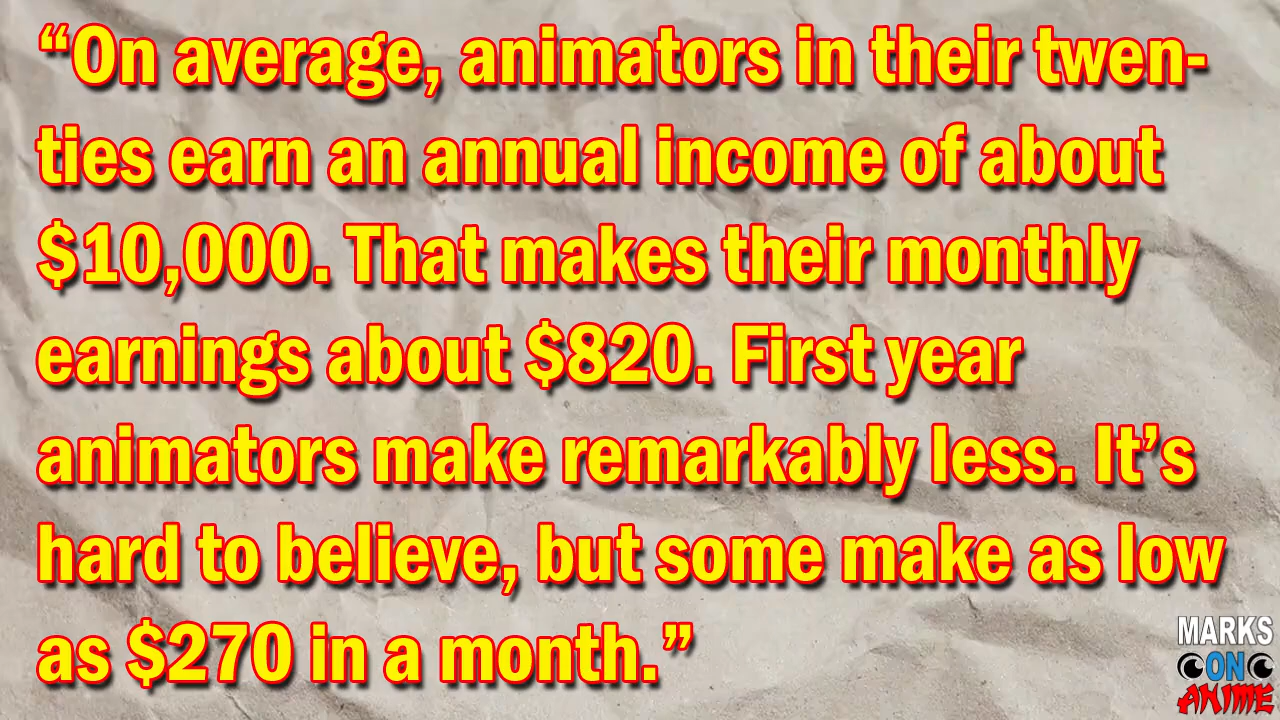 “On average, animators in their twen-
ties earn an annual income of about
$10,000. That makes their monthly
earnings about $820. First year
animators make remarkably less. It’s
hard to believe, but some make as low
as $270 in a month.”
MARKS
ON
ANIME